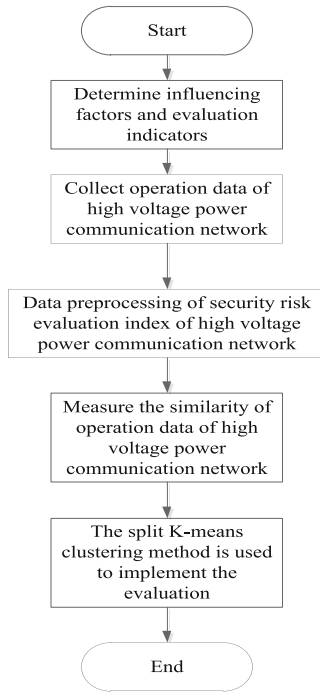 Start
Determine influencing
factors and evaluation
indicators
Collect operation data of
high voltage power
communication network
Data preprocessing of security risk
evaluation index of high voltage
power communication network
Measure the similarity of
operation data of high
voltage power
communication network
The split K-means
clustering method is used
to implement the
evaluation
End